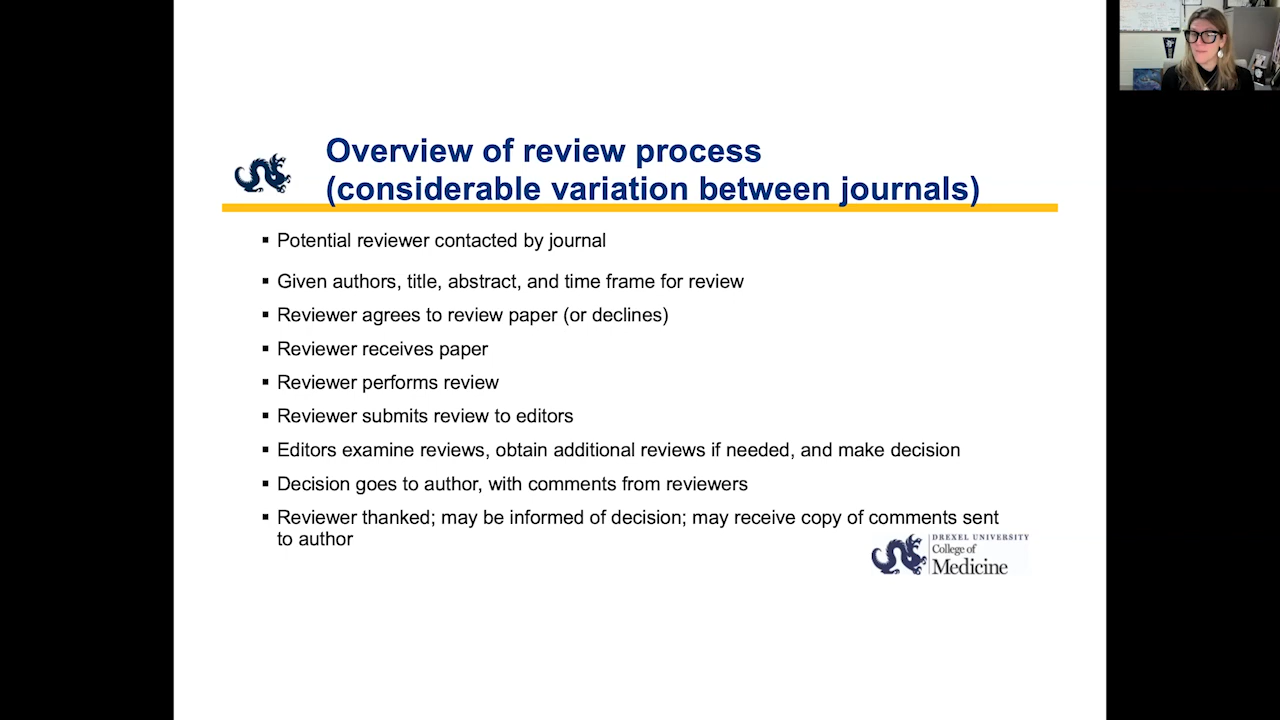 Overview of review process
(considerable variation between journals)
▪ Potential reviewer contacted by journal
▪ Given authors, title, abstract, and time frame for review
▪ Reviewer agrees to review paper (or declines)
▪ Reviewer receives paper
▪ Reviewer performs review
▪ Reviewer submits review to editors
▪ Editors examine reviews, obtain additional reviews if needed, and make decision
▪ Decision goes to author, with comments from reviewers
▪ Reviewer thanked; may be informed of decision; may receive copy of comments sent
to author
DREXEL UNIVERSITY
College of
Medicine